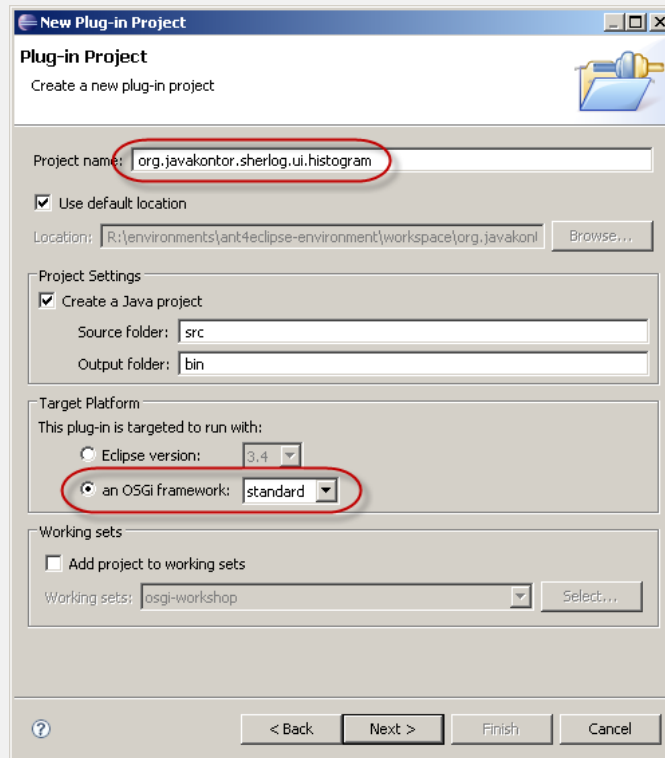 New Plug-in Project
Plug-in Project
Create a new plug-in project
Project name: org.javakontor.sherlog.ui.histogram
Use default location
Location: R:\environments\ant4eclipse-environment\workspace\org.javakont Browse...
Project Settings
Create a Java project
Source folder: src
Output folder: bin
Target Platform
This plug-in is targeted to run with:
Eclipse version: 3.4
an OSGi framework: standard
Working sets
Add project to working sets
Working sets: osgi-workshop Select...
? < Back Next > Finish Cancel